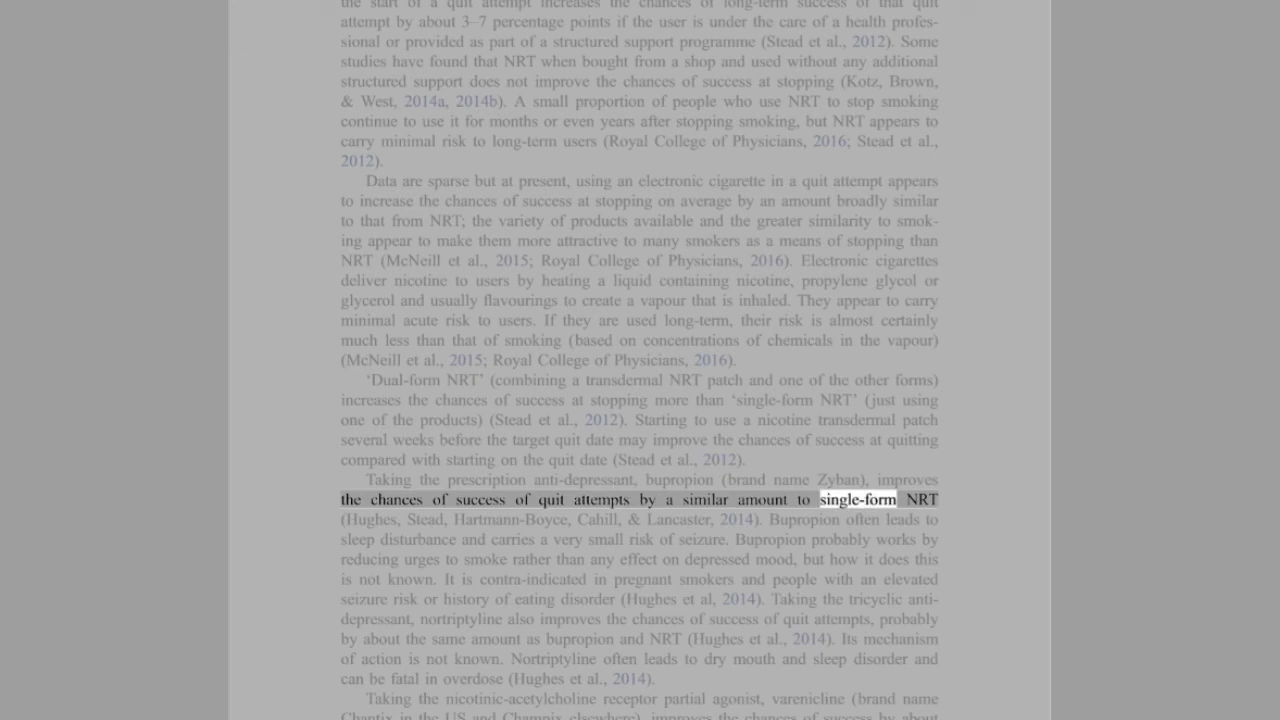 the start of a quit attempt increases the chances of long-term success of that quit
attempt by about 3–7 percentage points if the user is under the care of a health profes-
sional or provided as part of a structured support programme (Stead et al., 2012). Some
studies have found that NRT when bought from a shop and used without any additional
structured support does not improve the chances of success at stopping (Kotz, Brown,
& West, 2014a, 2014b). A small proportion of people who use NRT to stop smoking
continue to use it for months or even years after stopping smoking, but NRT appears to
carry minimal risk to long-term users (Royal College of Physicians, 2016; Stead et al.,
2012).
Data are sparse but at present, using an electronic cigarette in a quit attempt appears
to increase the chances of success at stopping on average by an amount broadly similar
to that from NRT; the variety of products available and the greater similarity to smok-
ing appear to make them more attractive to many smokers as a means of stopping than
NRT (McNeill et al., 2015; Royal College of Physicians, 2016). Electronic cigarettes
deliver nicotine to users by heating a liquid containing nicotine, propylene glycol or
glycerol and usually flavourings to create a vapour that is inhaled. They appear to carry
minimal acute risk to users. If they are used long-term, their risk is almost certainly
much less than that of smoking (based on concentrations of chemicals in the vapour)
(McNeill et al., 2015; Royal College of Physicians, 2016).
‘Dual-form NRT’ (combining a transdermal NRT patch and one of the other forms)
increases the chances of success at stopping more than ‘single-form NRT’ (just using
one of the products) (Stead et al., 2012). Starting to use a nicotine transdermal patch
several weeks before the target quit date may improve the chances of success at quitting
compared with starting on the quit date (Stead et al., 2012).
Taking the prescription anti-depressant, bupropion (brand name Zyban), improves
the chances of success of quit attempts by a similar amount to single-form NRT
(Hughes, Stead, Hartmann-Boyce, Cahill, & Lancaster, 2014). Bupropion often leads to
sleep disturbance and carries a very small risk of seizure. Bupropion probably works by
reducing urges to smoke rather than any effect on depressed mood, but how it does this
is not known. It is contra-indicated in pregnant smokers and people with an elevated
seizure risk or history of eating disorder (Hughes et al, 2014). Taking the tricyclic anti-
depressant, nortriptyline also improves the chances of success of quit attempts, probably
by about the same amount as bupropion and NRT (Hughes et al., 2014). Its mechanism
of action is not known. Nortriptyline often leads to dry mouth and sleep disorder and
can be fatal in overdose (Hughes et al., 2014).
Taking the nicotinic-acetylcholine receptor partial agonist, varenicline (brand name
Chantix in the US and Champix elsewhere), improves the chances of success by about